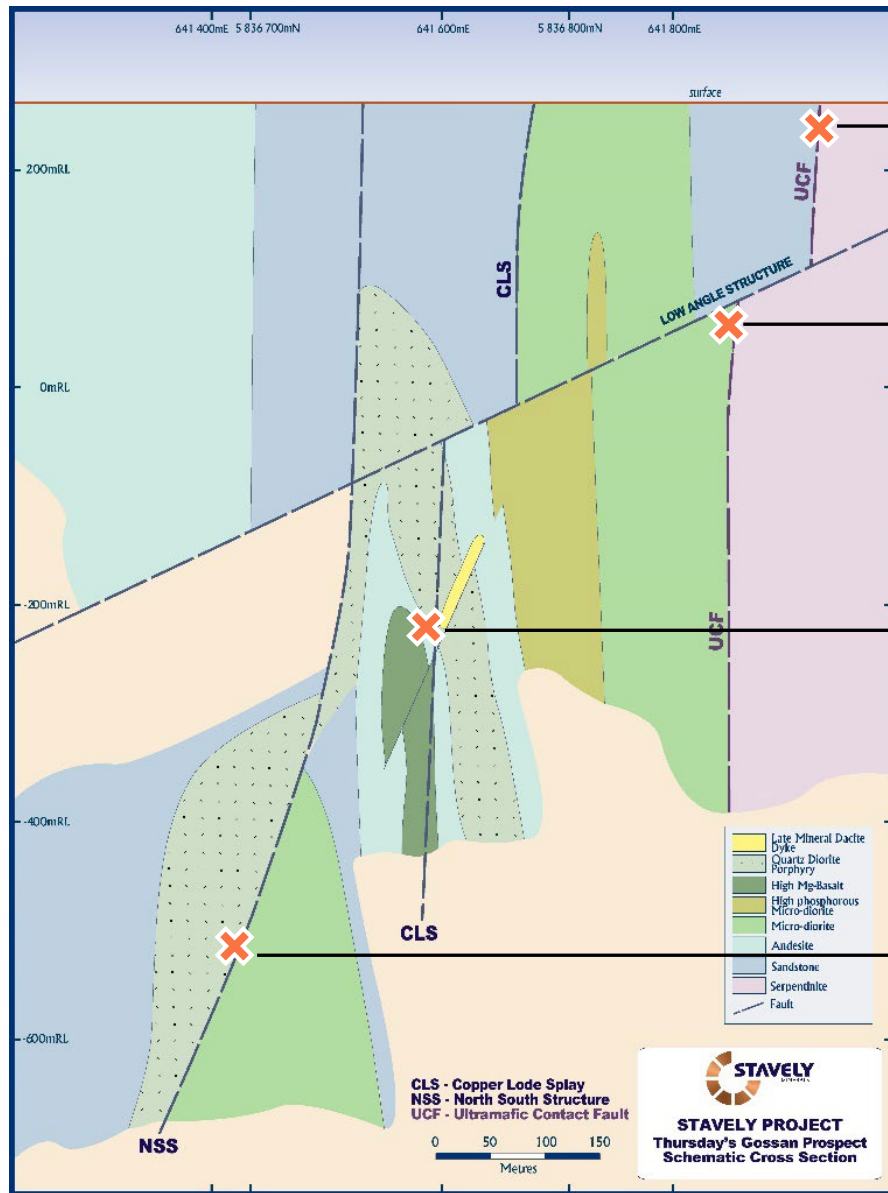 641 400mE 5 836 700mN 641 600mE 5 836 800mN 641 800mE
surface
200mRL
UCF
CLS
LOW ANGLE STRUCTURE
0mRL
-200mRL
UCF
-400mRL
Late Mineral Dacite
Dyke
Quartz Diorite
Porphyry
High Mg-Basalt
High phosphorous
Micro-diorite
Micro-diorite
Andesite
Sandstone
Serpentinite
Fault
CLS
-600mRL
NSS
CLS - Copper Lode Splay
NSS - North South Structure
UCF - Ultramafic Contact Fault
0 50 100 150
Metres
STAVELY
MINERALS
STAVELY PROJECT
Thursday's Gossan Prospect
Schematic Cross Section